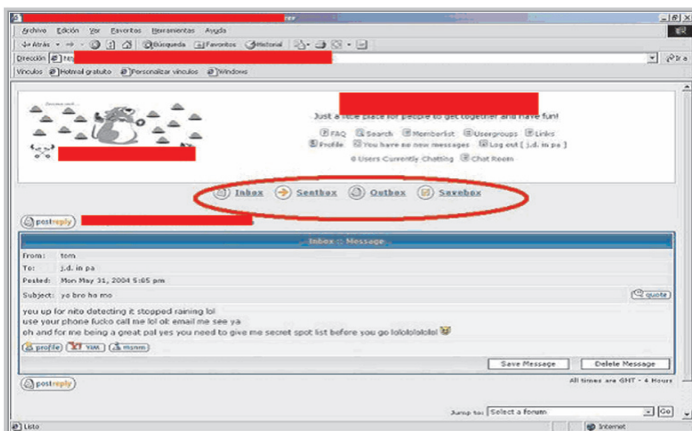 Archivo Edición Ver Favoritos Herramientas Ayuda
Atrás Búsqueda Favoritos Historial
Dirección Ir a
Vínculos Hotmail gratuito Personalizar vínculos Windows
Just a nice place for people to get together and have fun!
FAQ Search Memberlist Usergroups Links
Profile You have no new messages Log out [ j.d. in pa ]
0 Users Currently Chatting Chat Room
Inbox Sentbox Outbox Savebox
postreply
Inbox :: Message
From: tom
To: j.d. in pa
Posted: Mon May 31, 2004 5:05 pm
Subject: yo bro ha mo
quote
you up for nito detecting it stopped raining lol
use your phone fucko call me lol ok email me see ya
oh and for me being a great pal yes you need to give me secret spot list before you go lolololololol
profile YIM msnm
Save Message Delete Message
postreply
All times are GMT - 4 Hours
Jump to: Select a forum Go
Listo Internet